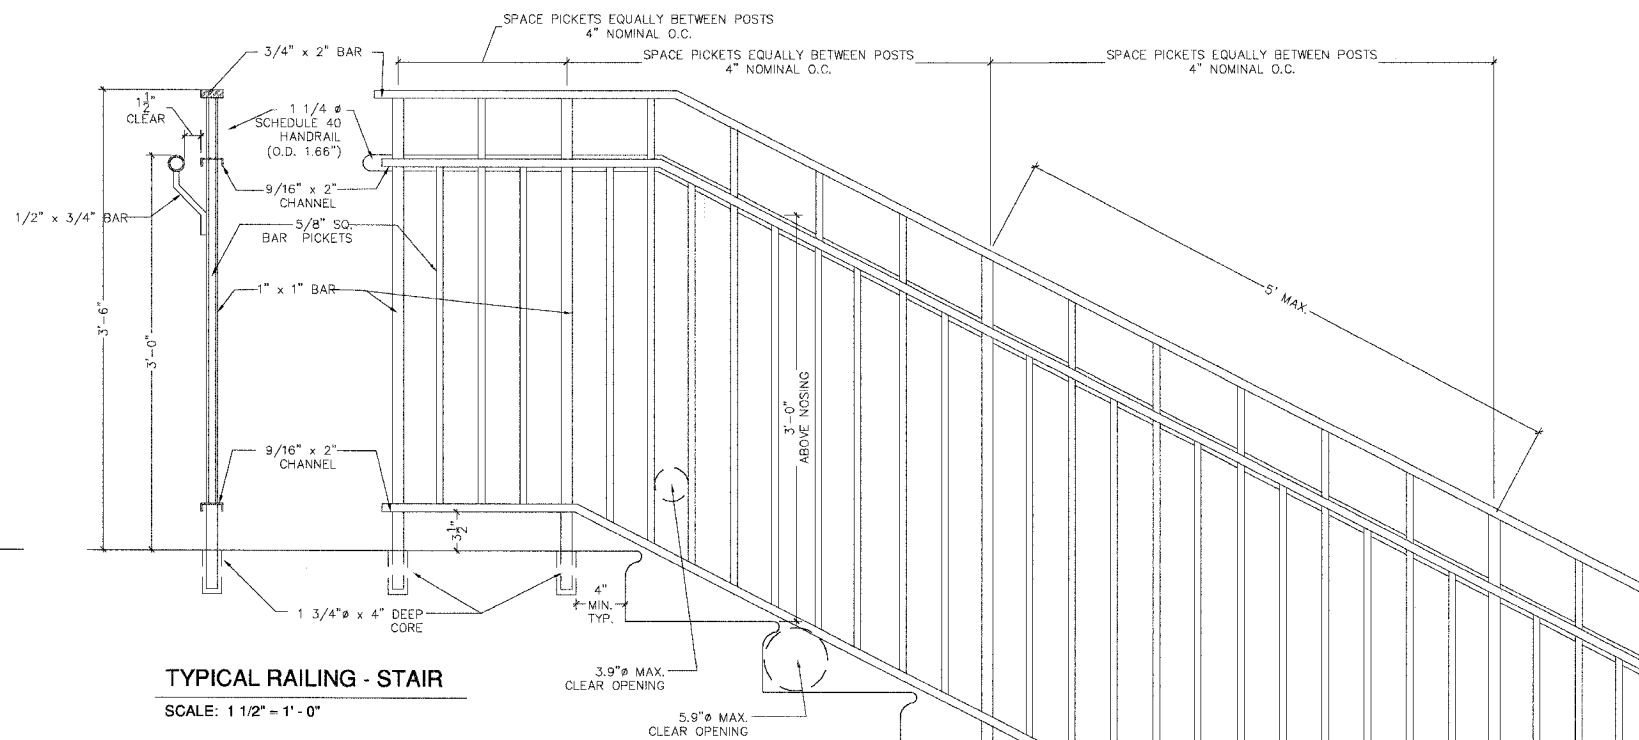 SPACE PICKETS EQUALLY BETWEEN POSTS
4" NOMINAL O.C.
3/4" x 2" BAR
SPACE PICKETS EQUALLY BETWEEN POSTS
4" NOMINAL O.C.
SPACE PICKETS EQUALLY BETWEEN POSTS
4" NOMINAL O.C.
1 1/2"
CLEAR
1 1/4 ø
SCHEDULE 40
HANDRAIL
(O.D. 1.66")
9/16" x 2"
CHANNEL
1/2" x 3/4" BAR
5/8" SQ.
BAR PICKETS
1" x 1" BAR
3'-6"
3'-0"
5' MAX.
3'-0"
ABOVE NOSING
9/16" x 2"
CHANNEL
3 1/2"
4"
MIN.
TYP.
1 3/4"ø x 4" DEEP
CORE
3.9"ø MAX.
CLEAR OPENING
5.9"ø MAX.
CLEAR OPENING
TYPICAL RAILING - STAIR
SCALE: 1 1/2" = 1' - 0"